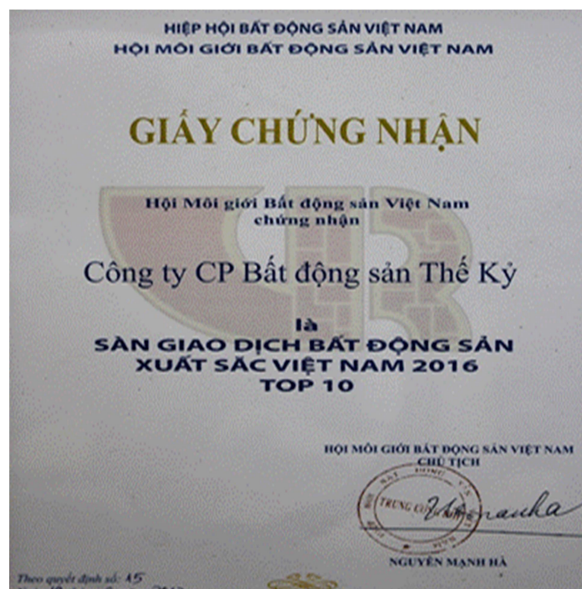 HIỆP HỘI BẤT ĐỘNG SẢN VIỆT NAM
HỘI MÔI GIỚI BẤT ĐỘNG SẢN VIỆT NAM
GIẤY CHỨNG NHẬN
Hội Môi giới Bất động sản Việt Nam
chứng nhận
Công ty CP Bất động sản Thế Kỷ
là
SÀN GIAO DỊCH BẤT ĐỘNG SẢN
XUẤT SẮC VIỆT NAM 2016
TOP 10
HỘI MÔI GIỚI BẤT ĐỘNG SẢN VIỆT NAM
CHỦ TỊCH
NGUYỄN MẠNH HÀ
Theo quyết định số: 15